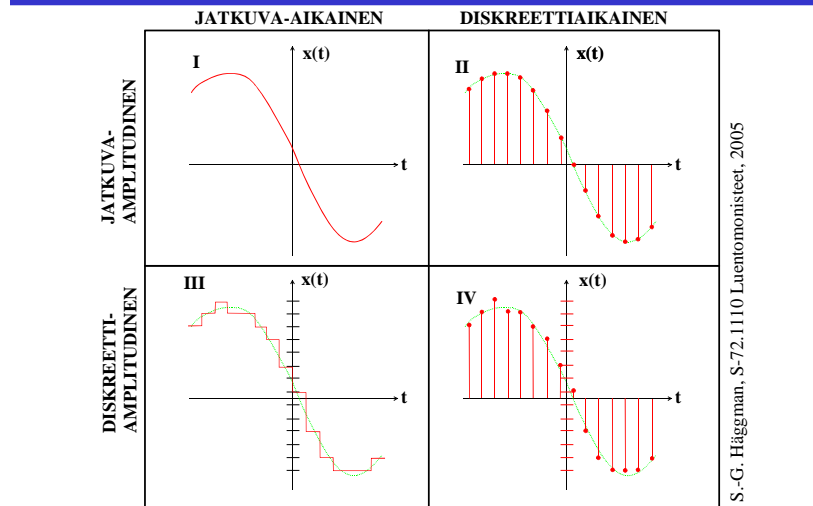 JATKUVA-AIKAINEN
DISKREETTIAIKAINEN
JATKUVA-
AMPLITUDINEN
I
x(t)
t
II
x(t)
t
DISKREETTI-
AMPLITUDINEN
III
x(t)
t
IV
x(t)
t
S.-G. Häggman, S-72.1110 Luentomonisteet, 2005